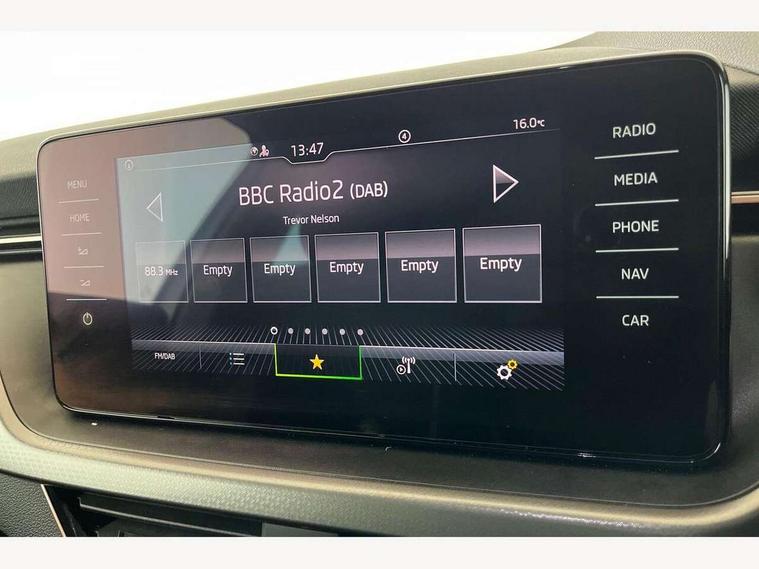 13:47
4
16.0°C
BBC Radio2 (DAB)
Trevor Nelson
88.3 MHz
Empty
Empty
Empty
Empty
Empty
FM/DAB
MENU
HOME
RADIO
MEDIA
PHONE
NAV
CAR